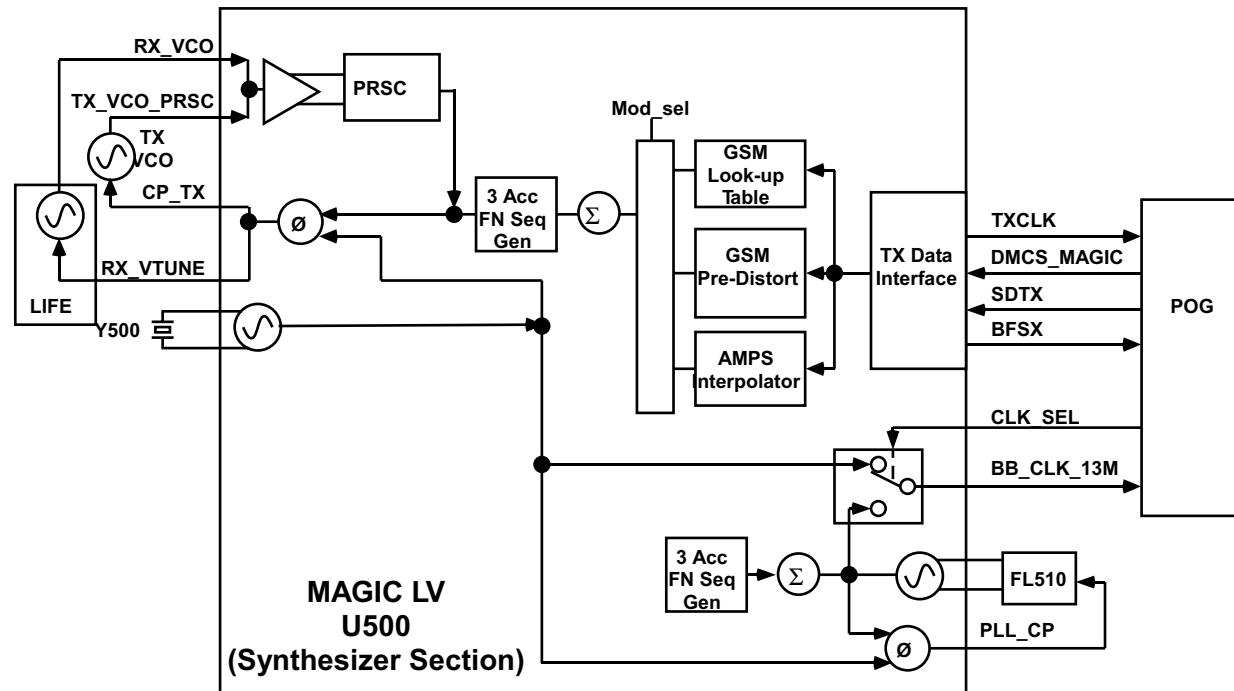 RX_VCO
TX_VCO_PRSC
TX
VCO
CP_TX
RX_VTUNE
LIFE
Y500
PRSC
ø
3 Acc
FN Seq
Gen
Σ
Mod_sel
GSM
Look-up
Table
GSM
Pre-Distort
AMPS
Interpolator
TX Data
Interface
TXCLK
DMCS_MAGIC
SDTX
BFSX
POG
CLK_SEL
BB_CLK_13M
3 Acc
FN Seq
Gen
Σ
FL510
PLL_CP
ø
MAGIC LV
U500
(Synthesizer Section)